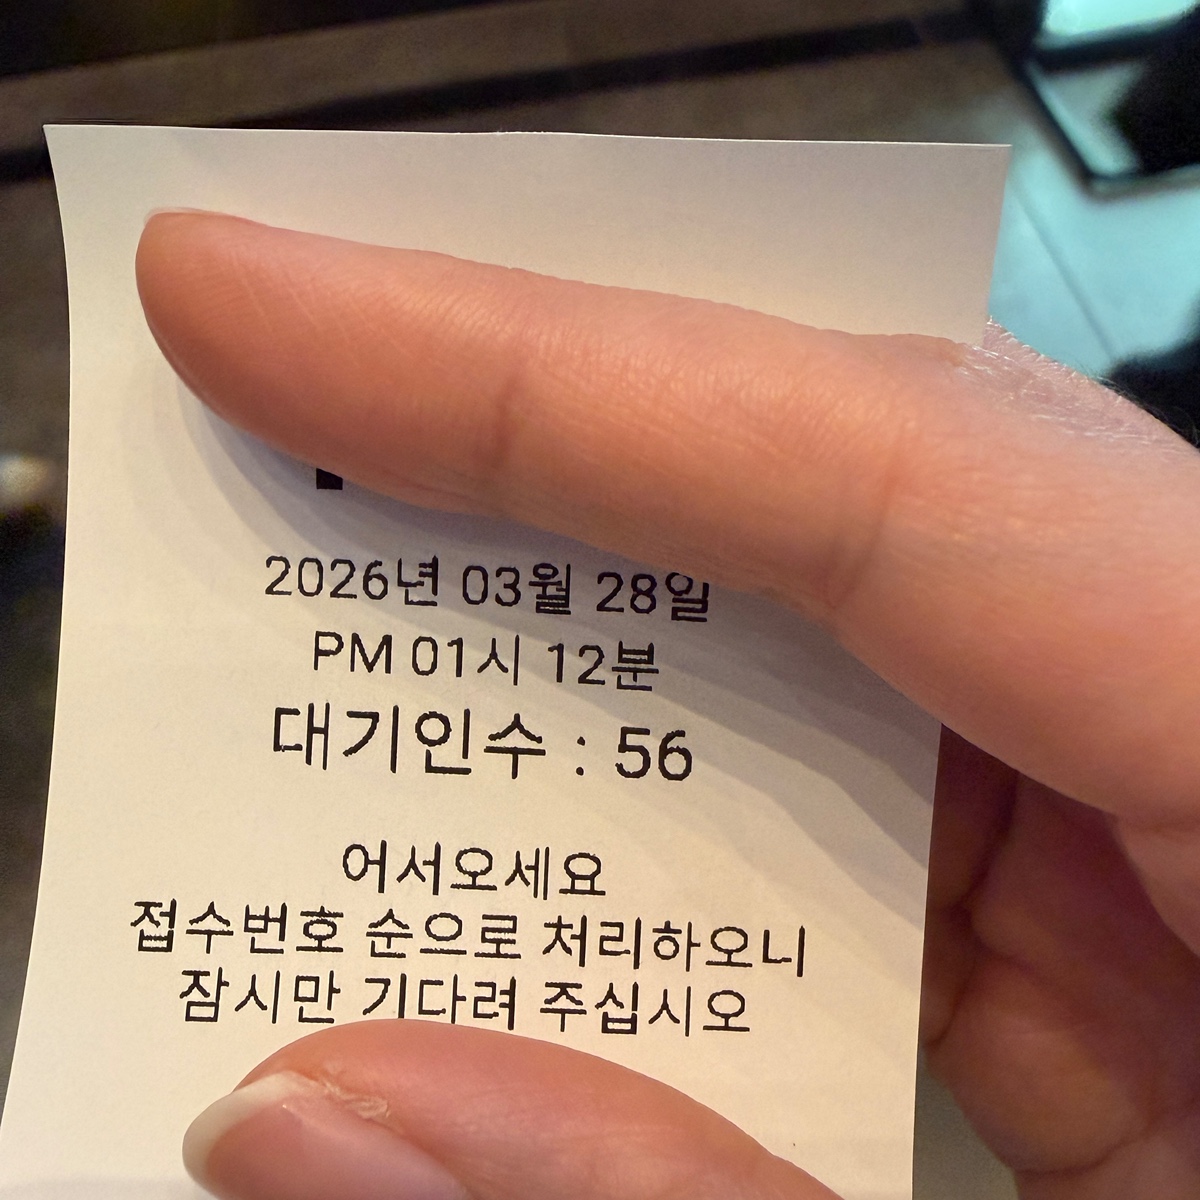 2026년 03월 28일
PM 01시 12분
대기인수 : 56
어서오세요
접수번호 순으로 처리하오니
잠시만 기다려 주십시오